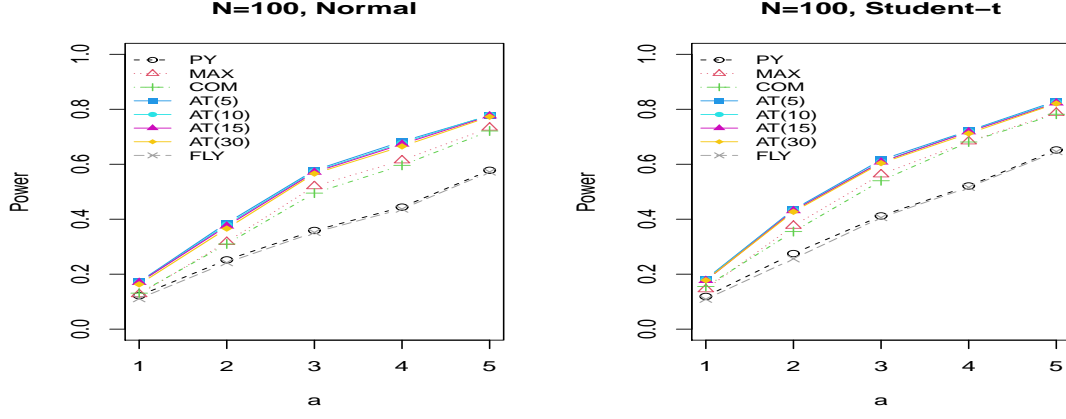 N=100, Normal
Power
1.0
0.8
0.6
0.4
0.2
0.0
PY
MAX
COM
AT(5)
AT(10)
AT(15)
AT(30)
FLY
1 2 3 4 5
a
N=100, Student−t
Power
1.0
0.8
0.6
0.4
0.2
0.0
PY
MAX
COM
AT(5)
AT(10)
AT(15)
AT(30)
FLY
1 2 3 4 5
a